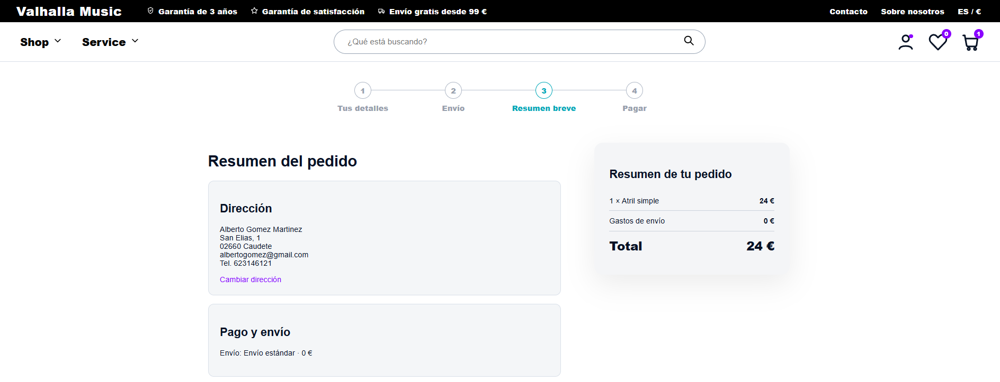 Valhalla Music Garantía de 3 años Garantía de satisfacción Envío gratis desde 99 € Contacto Sobre nosotros ES / €
Shop Service ¿Qué está buscando? 0 1
1 2 3 4
Tus detalles Envío Resumen breve Pagar
Resumen del pedido
Dirección
Alberto Gomez Martinez
San Elias, 1
02660 Caudete
albertogomez@gmail.com
Tel. 623146121
Cambiar dirección
Pago y envío
Envío: Envío estándar · 0 €
Resumen de tu pedido
1 × Atril simple 24 €
Gastos de envío 0 €
Total 24 €